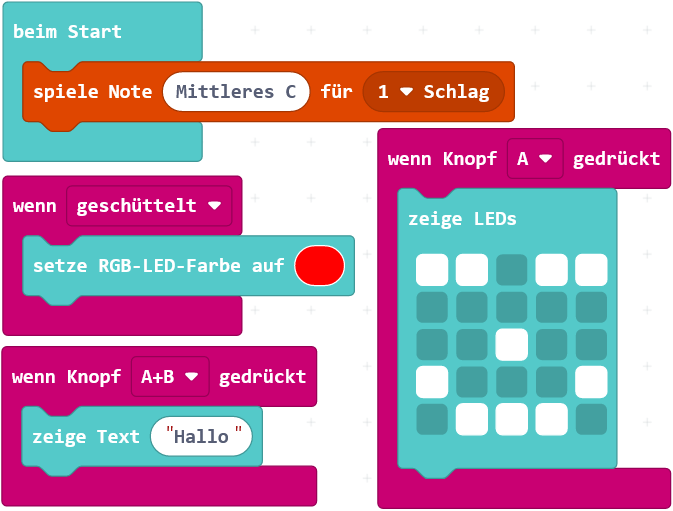 beim Start
spiele Note Mittleres C für 1 Schlag
wenn geschüttelt
setze RGB-LED-Farbe auf
wenn Knopf A+B gedrückt
zeige Text "Hallo"
wenn Knopf A gedrückt
zeige LEDs